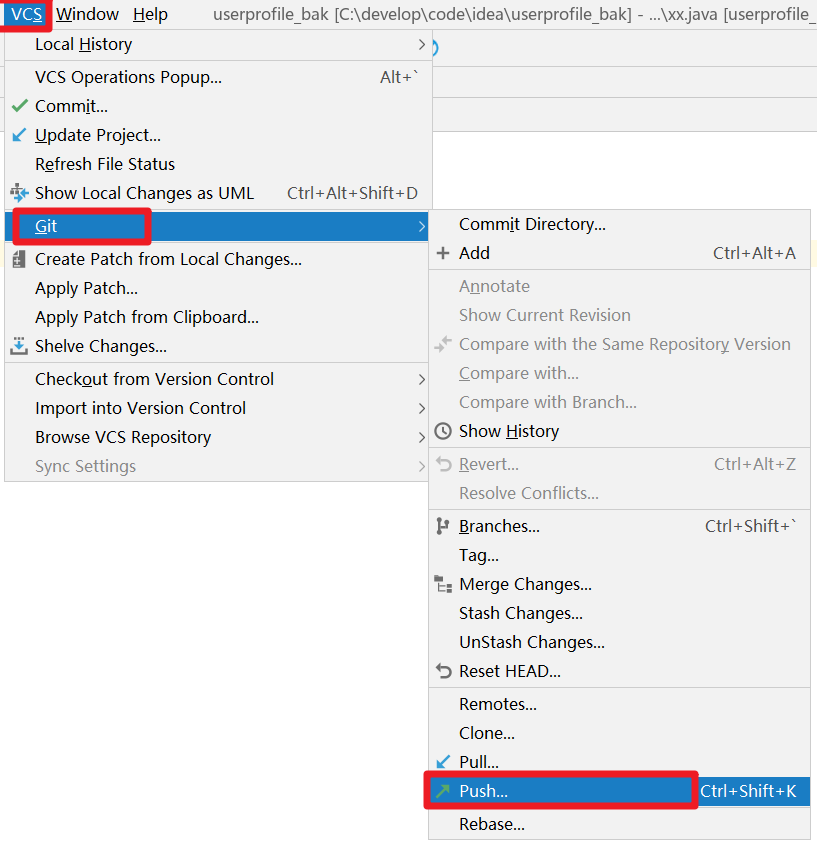 VCS Window Help userprofile_bak [C:\develop\code\idea\userprofile_bak] - ...\xx.java [userprofile_
Local History
VCS Operations Popup... Alt+`
Commit...
Update Project...
Refresh File Status
Show Local Changes as UML Ctrl+Alt+Shift+D
Git
Create Patch from Local Changes...
Apply Patch...
Apply Patch from Clipboard...
Shelve Changes...
Checkout from Version Control
Import into Version Control
Browse VCS Repository
Sync Settings
Commit Directory...
Add Ctrl+Alt+A
Annotate
Show Current Revision
Compare with the Same Repository Version
Compare with...
Compare with Branch...
Show History
Revert... Ctrl+Alt+Z
Resolve Conflicts...
Branches... Ctrl+Shift+`
Tag...
Merge Changes...
Stash Changes...
UnStash Changes...
Reset HEAD...
Remotes...
Clone...
Pull...
Push... Ctrl+Shift+K
Rebase...